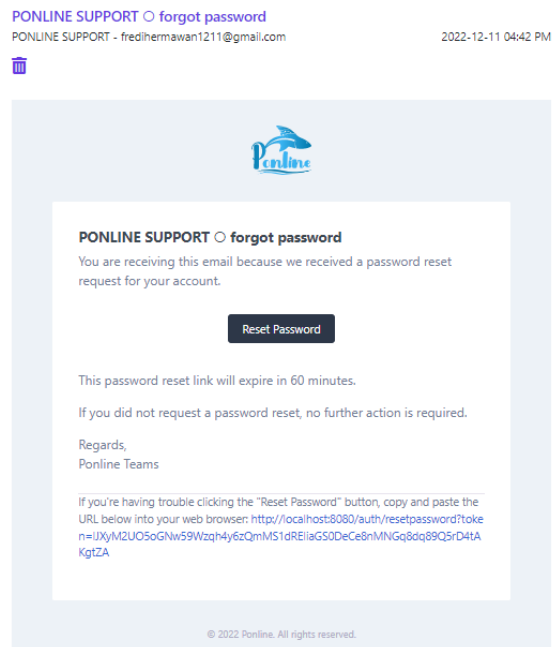 PONLINE SUPPORT ○ forgot password
PONLINE SUPPORT - fredihermawan1211@gmail.com 2022-12-11 04:42 PM
Ponline
PONLINE SUPPORT ○ forgot password
You are receiving this email because we received a password reset
request for your account.
Reset Password
This password reset link will expire in 60 minutes.
If you did not request a password reset, no further action is required.
Regards,
Ponline Teams
If you're having trouble clicking the "Reset Password" button, copy and paste the
URL below into your web browser: http://localhost:8080/auth/resetpassword?toke
n=IJXyM2UO5oGNw59Wzqh4y6zQmMS1dREIiaGS0DeCe8nMNGq8dq89Q5rD4tA
KgtZA
© 2022 Ponline. All rights reserved.